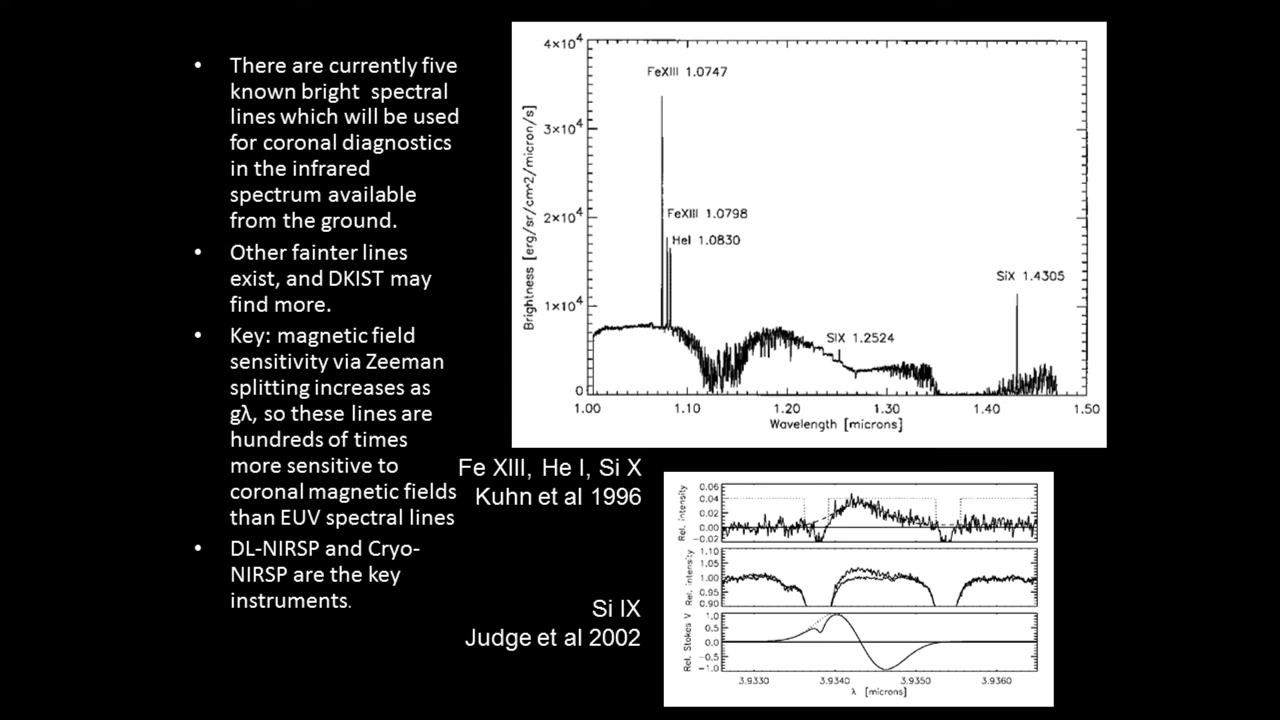 • There are currently five
known bright spectral
lines which will be used
for coronal diagnostics
in the infrared
spectrum available
from the ground.
• Other fainter lines
exist, and DKIST may
find more.
• Key: magnetic field
sensitivity via Zeeman
splitting increases as
gλ, so these lines are
hundreds of times
more sensitive to
coronal magnetic fields
than EUV spectral lines
• DL-NIRSP and Cryo-
NIRSP are the key
instruments.
4×10⁴
3×10⁴
2×10⁴
1×10⁴
0
Brightness [erg/sr/cm^2/micron/s]
FeXIII 1.0747
FeXIII 1.0798
HeI 1.0830
SIX 1.2524
SiX 1.4305
1.00 1.10 1.20 1.30 1.40 1.50
Wavelength [microns]
Fe XIII, He I, Si X
Kuhn et al 1996
Si IX
Judge et al 2002
Rel. intensity
0.06
0.04
0.02
0.00
−0.02
Rel. intensity
1.10
1.05
1.00
0.95
0.90
Rel. Stokes V
1.0
0.5
0.0
−0.5
−1.0
3.9330 3.9340 3.9350 3.9360
λ [microns]